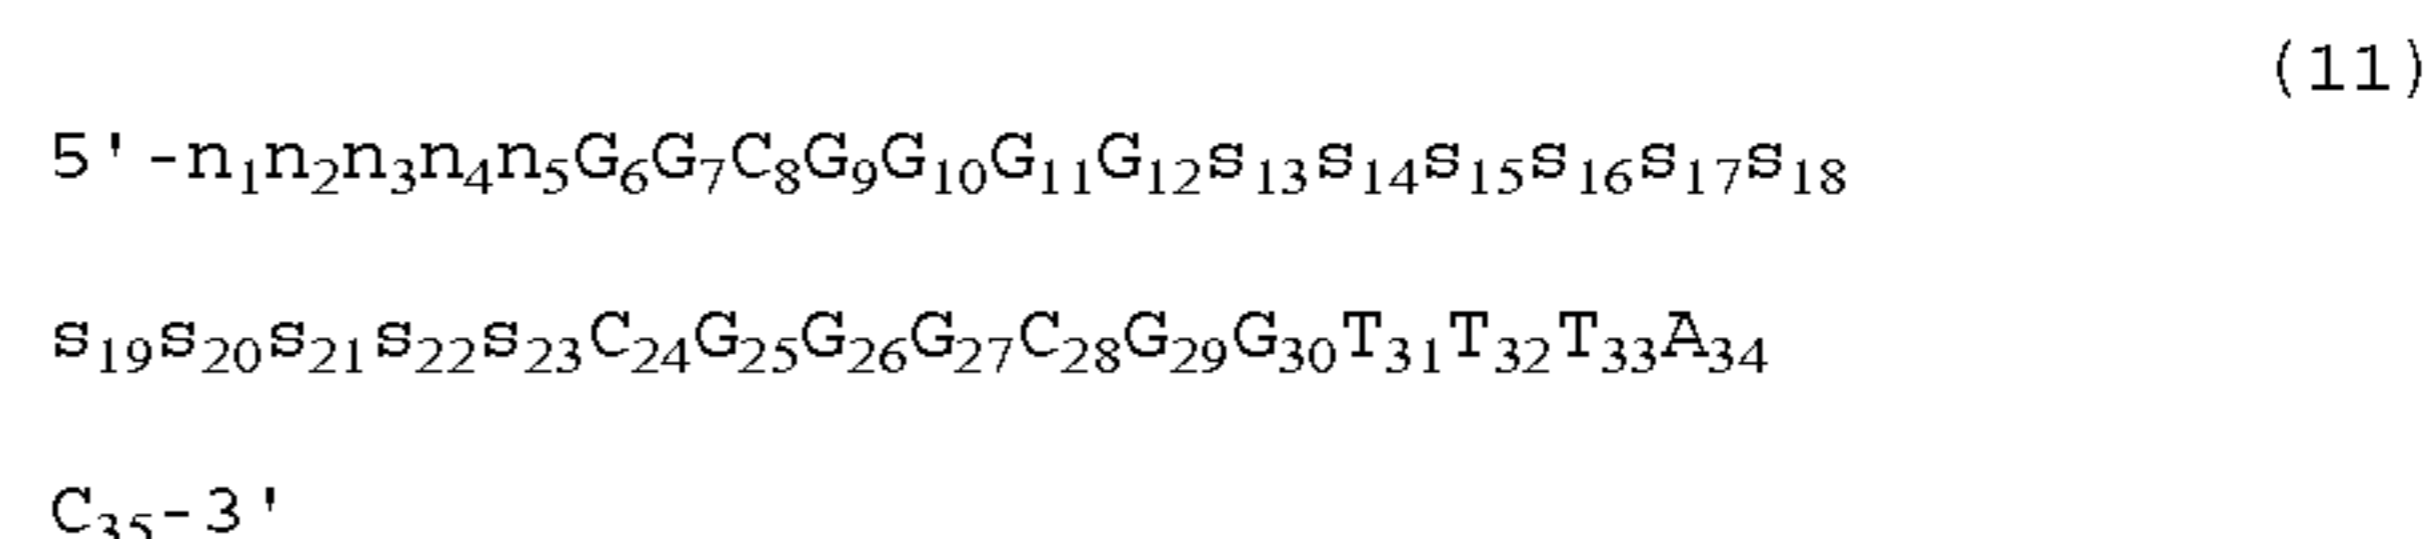 (11)
5'-n₁n₂n₃n₄n₅G₆G₇C₈G₉G₁₀G₁₁G₁₂s₁₃s₁₄s₁₅s₁₆s₁₇s₁₈
s₁₉s₂₀s₂₁s₂₂s₂₃C₂₄G₂₅G₂₆G₂₇C₂₈G₂₉G₃₀T₃₁T₃₂T₃₃A₃₄
C₃₅-3'